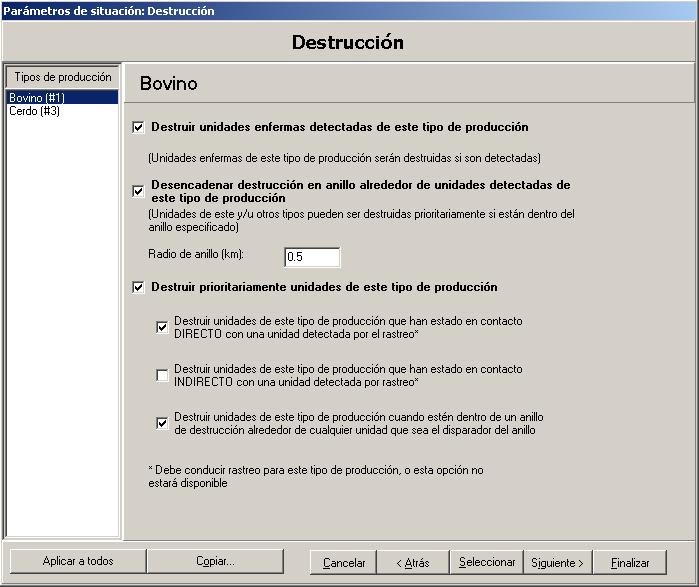 Parámetros de situación: Destrucción
Destrucción
Tipos de producción
Bovino (#1)
Cerdo (#3)
Bovino
Destruir unidades enfermas detectadas de este tipo de producción
(Unidades enfermas de este tipo de producción serán destruidas si son detectadas)
Desencadenar destrucción en anillo alrededor de unidades detectadas de
este tipo de producción
(Unidades de este y/u otros tipos pueden ser destruidas prioritariamente si están dentro del
anillo especificado)
Radio de anillo (km):
0.5
Destruir prioritariamente unidades de este tipo de producción
Destruir unidades de este tipo de producción que han estado en contacto
DIRECTO con una unidad detectada por el rastreo*
Destruir unidades de este tipo de producción que han estado en contacto
INDIRECTO con una unidad detectada por rastreo*
Destruir unidades de este tipo de producción cuando estén dentro de un anillo
de destrucción alrededor de cualquier unidad que sea el disparador del anillo
* Debe conducir rastreo para este tipo de producción, o esta opción no
estará disponible
Aplicar a todos
Copiar...
Cancelar
< Atrás
Seleccionar
Siguiente >
Finalizar